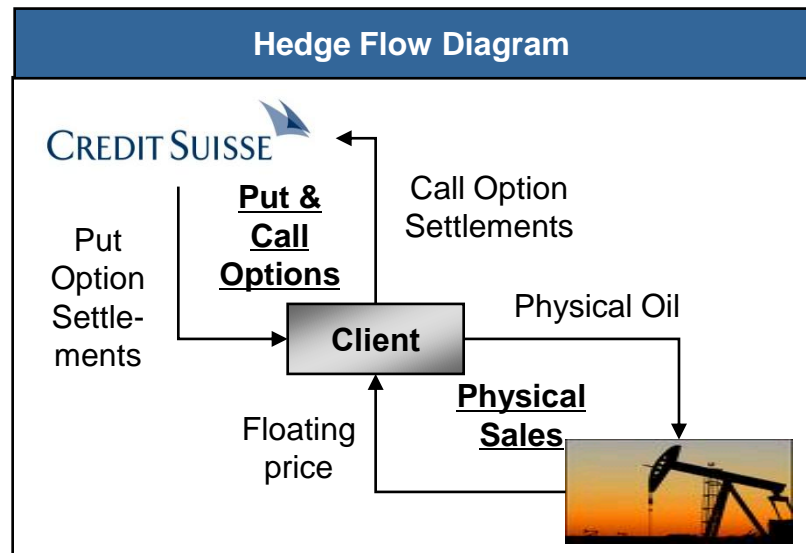 Hedge Flow Diagram
CREDIT SUISSE
Put &
Call
Options
Call Option
Settlements
Put
Option
Settle-
ments
Client
Physical Oil
Physical
Sales
Floating
price